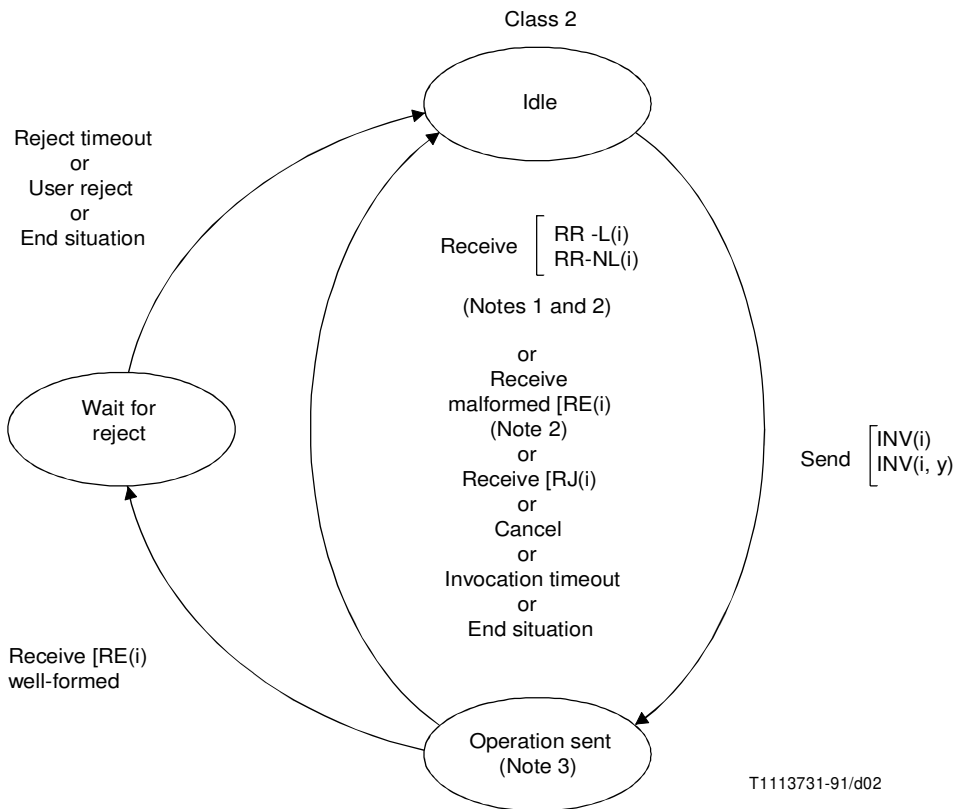 Class 2
Idle
Reject timeout
or
User reject
or
End situation
Receive [ RR -L(i)
RR-NL(i)
(Notes 1 and 2)
or
Receive
malformed [RE(i)
(Note 2)
or
Receive [RJ(i)
or
Cancel
or
Invocation timeout
or
End situation
Wait for
reject
Send [ INV(i)
INV(i, y)
Receive [RE(i)
well-formed
Operation sent
(Note 3)
T1113731-91/d02